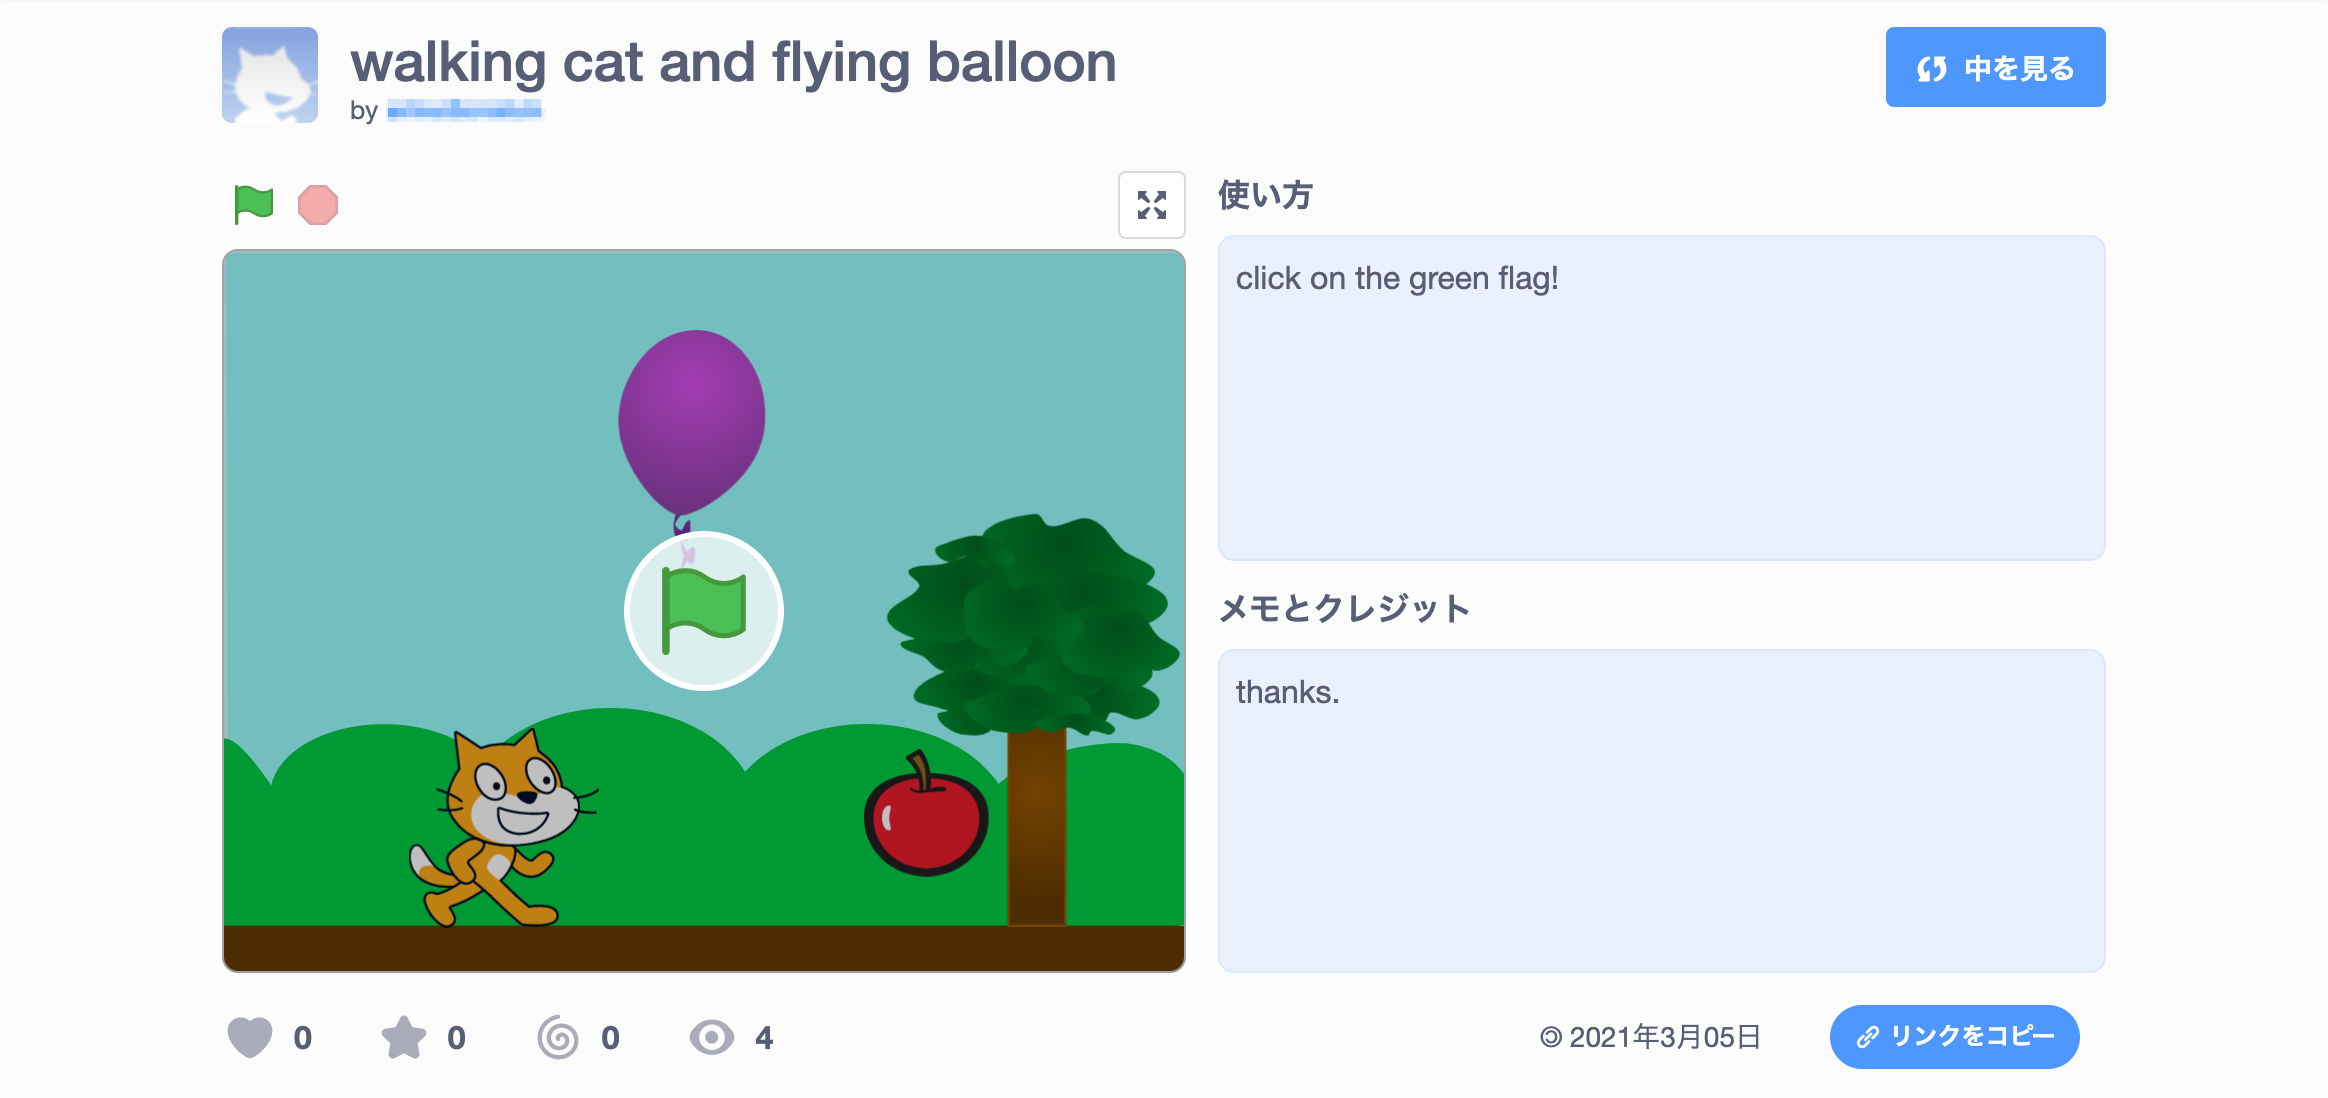 walking cat and flying balloon
by
中を見る
使い方
click on the green flag!
メモとクレジット
thanks.
0
0
0
4
2021年3月05日
リンクをコピー